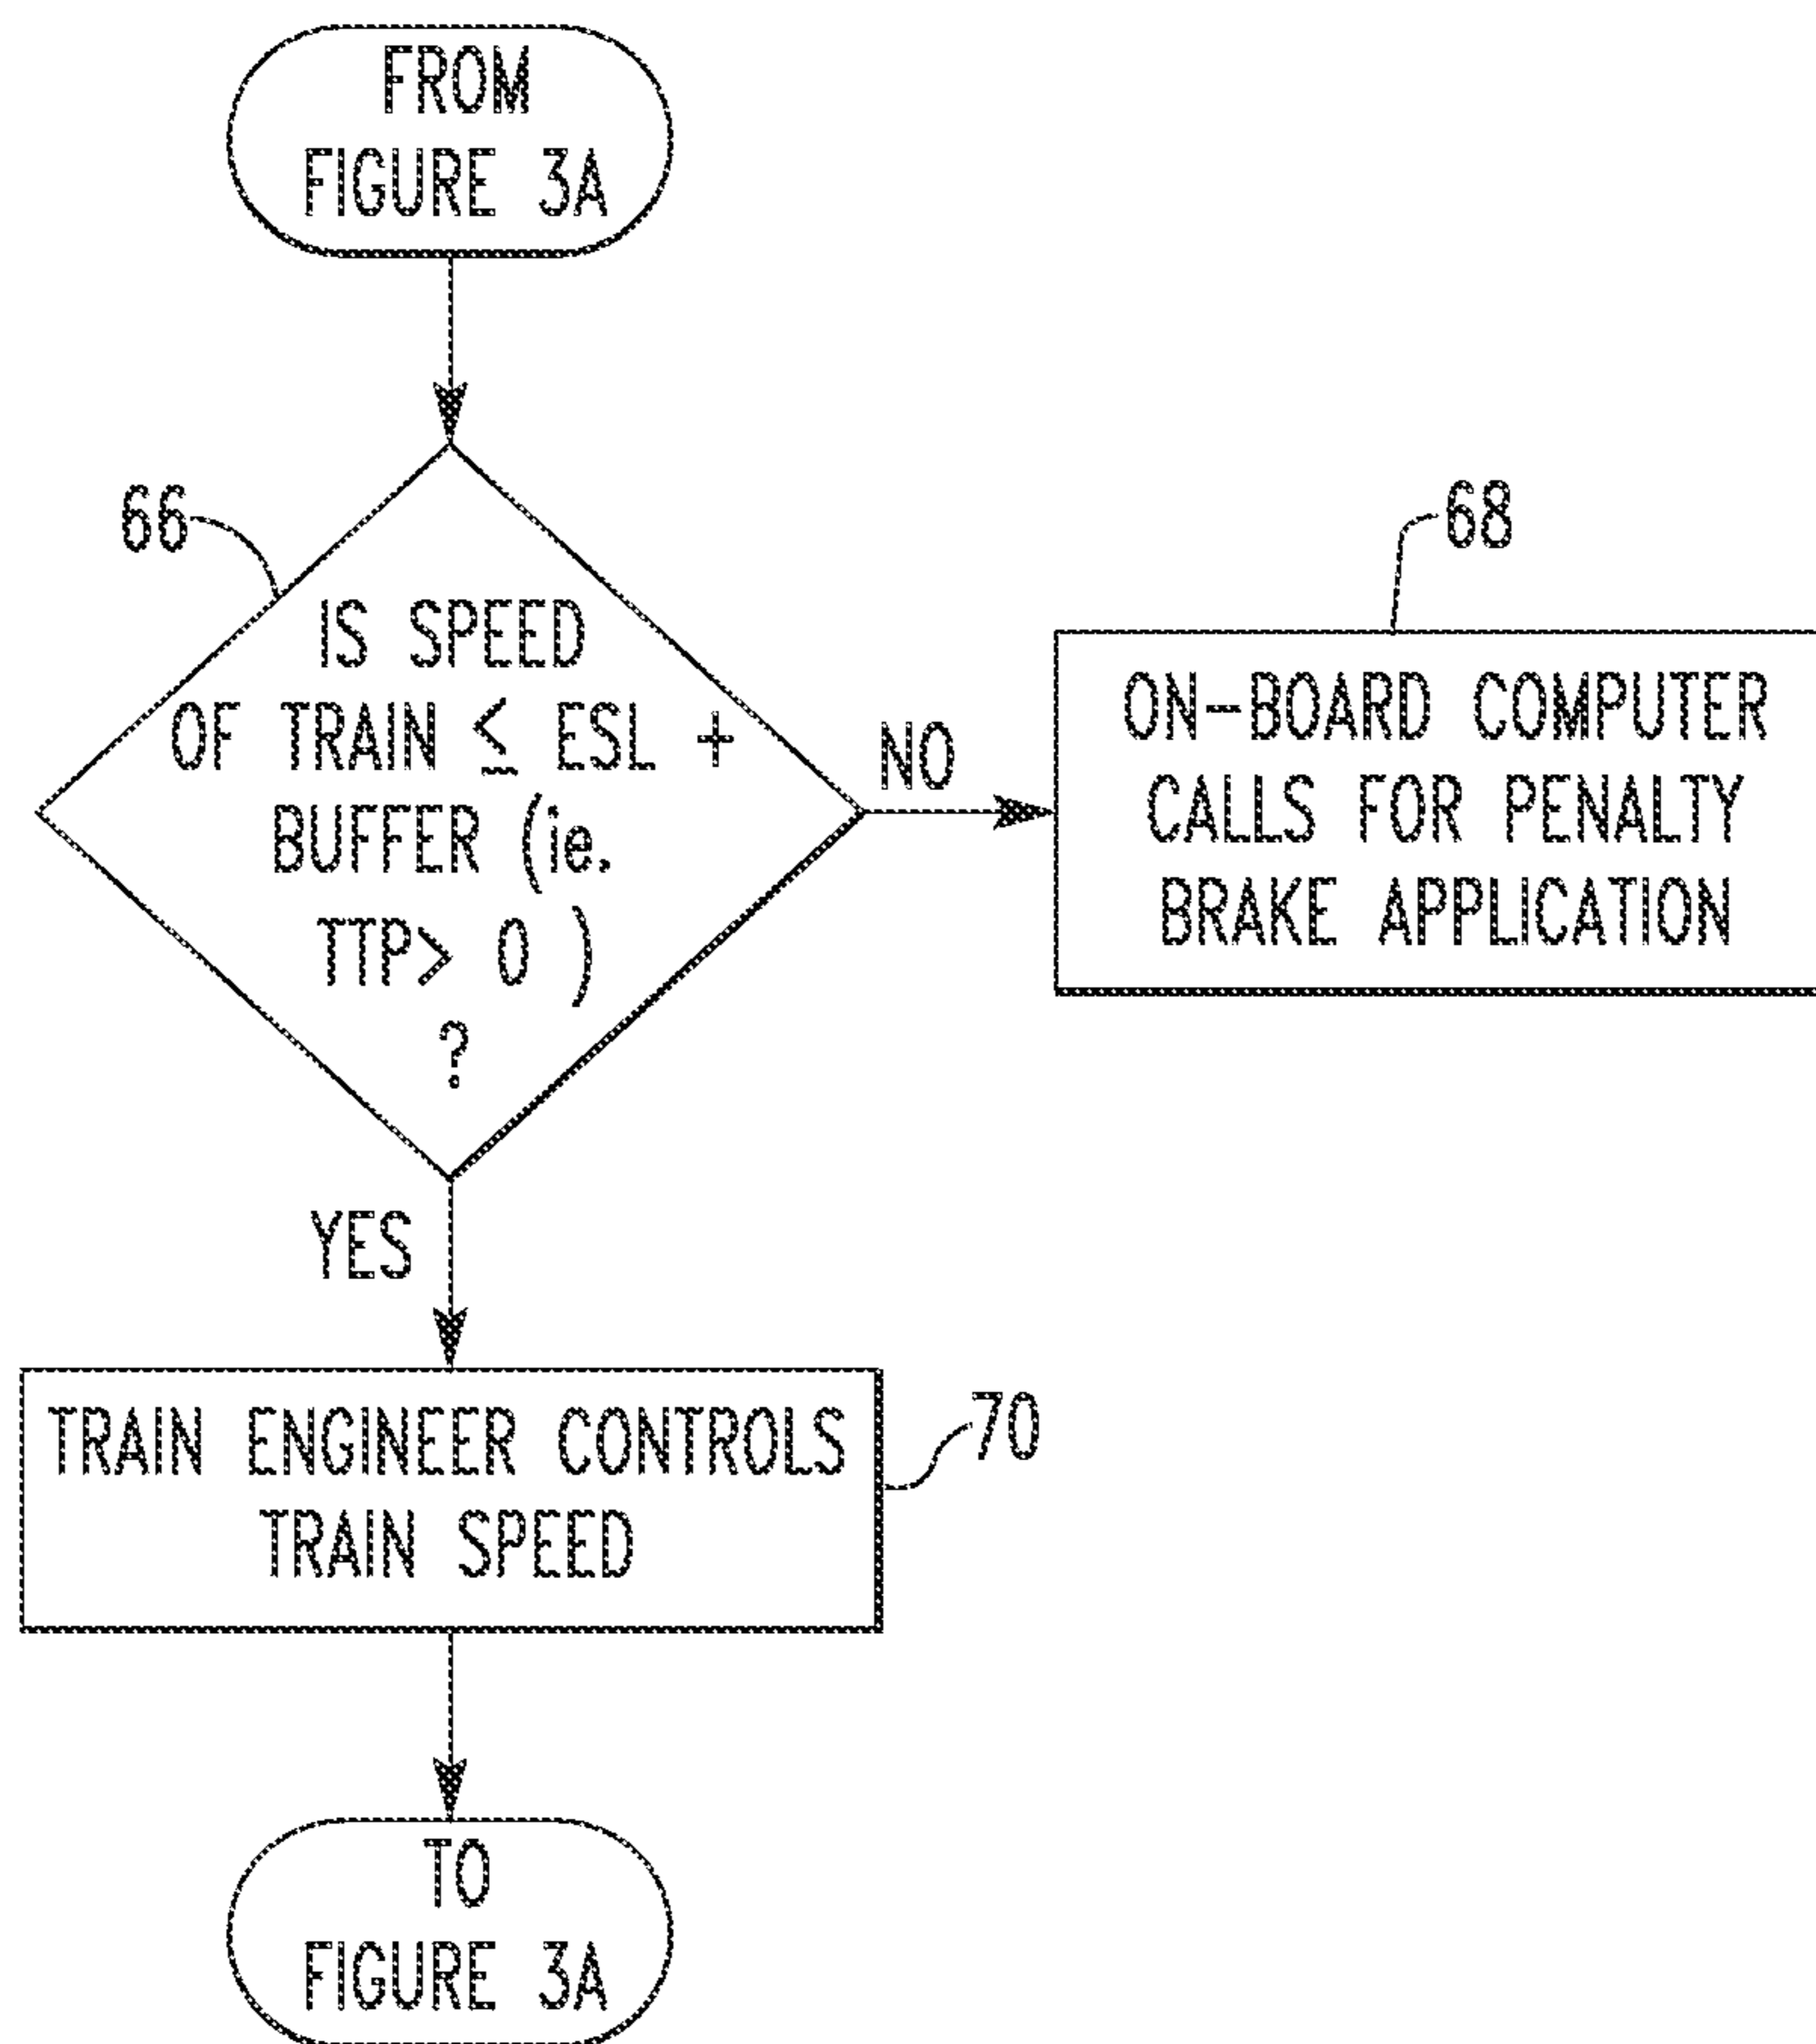 FROM
FIGURE 3A
66
IS SPEED
OF TRAIN ≤ ESL +
BUFFER (ie.
TTP> 0 )
?
NO
68
ON-BOARD COMPUTER
CALLS FOR PENALTY
BRAKE APPLICATION
YES
TRAIN ENGINEER CONTROLS
TRAIN SPEED
70
TO
FIGURE 3A